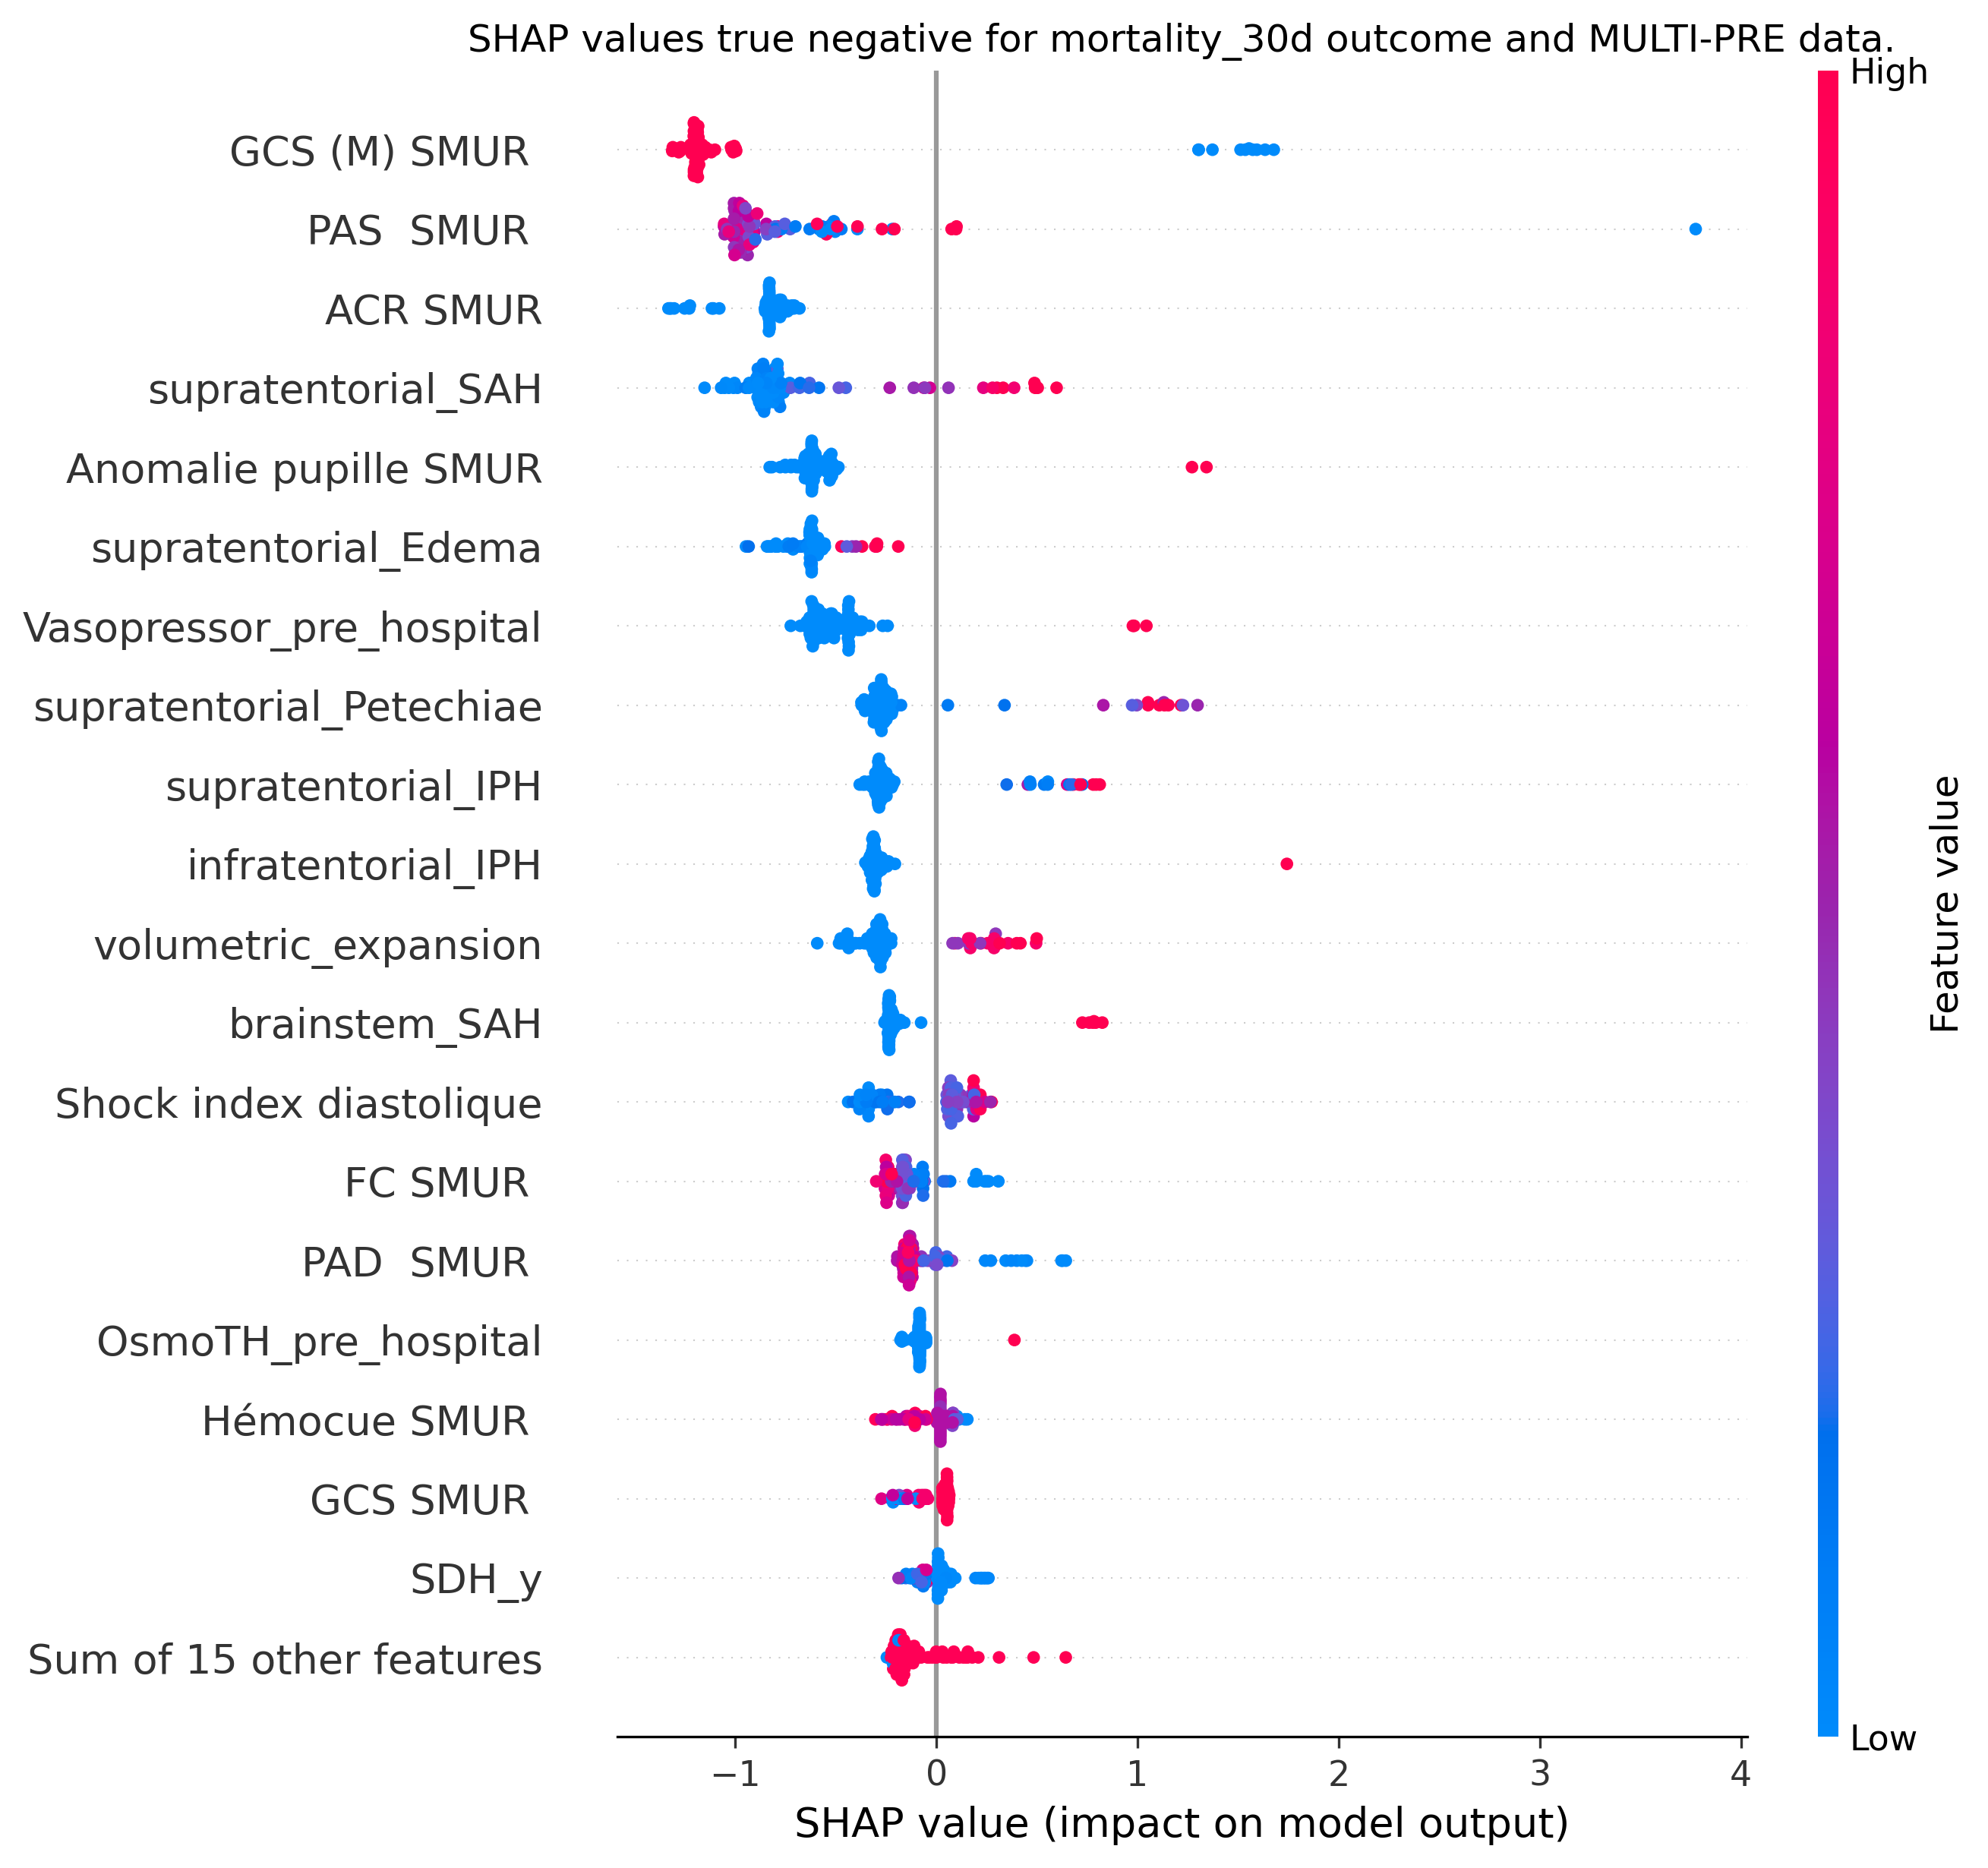 SHAP values true negative for mortality_30d outcome and MULTI-PRE data.
High
GCS (M) SMUR
PAS  SMUR
ACR SMUR
supratentorial_SAH
Anomalie pupille SMUR
supratentorial_Edema
Vasopressor_pre_hospital
supratentorial_Petechiae
supratentorial_IPH
infratentorial_IPH
volumetric_expansion
brainstem_SAH
Shock index diastolique
FC SMUR
PAD  SMUR
OsmoTH_pre_hospital
Hémocue SMUR
GCS SMUR
SDH_y
Sum of 15 other features
Feature value
Low
−1 0 1 2 3 4
SHAP value (impact on model output)